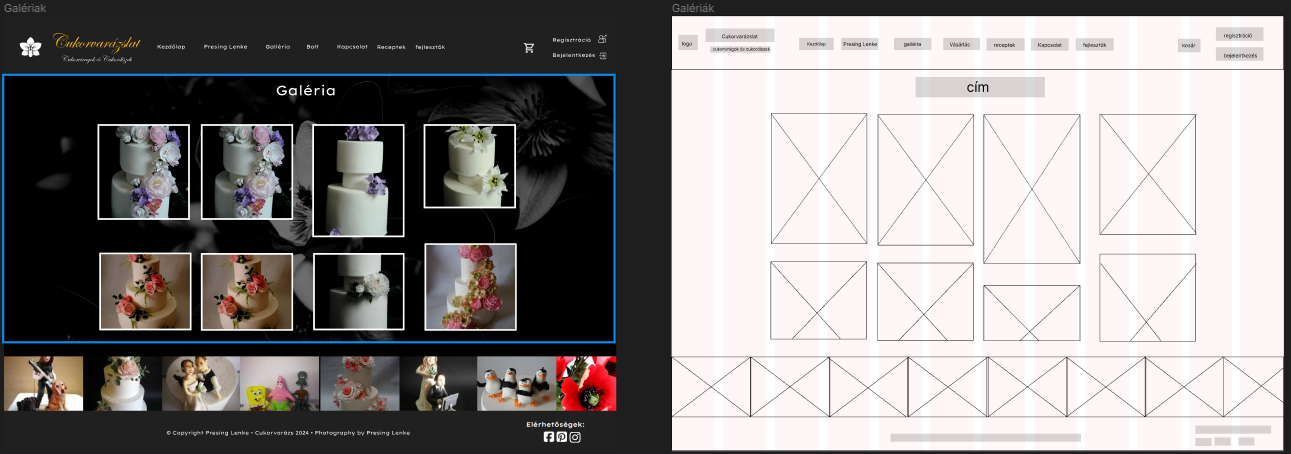 Galériak
Cukorvarázslat
Cukorvirágok és Cukordíszek
Kezdőlap
Presing Lenke
Galléria
Bolt
Kapcsolat
Receptek
fejlesztők
Regisztráció
Bejelentkezés
Galéria
© Copyright Presing Lenke • Cukorvarázs 2024 • Photography by Presing Lenke
Elérhetőségek:
Galériák
logo
Cukorvarázslat
cukorvirágok és cukordíszek
Kezdőlap
Presing Lenke
galléria
Vásárlás
receptek
Kapcsolat
fejlesztők
kosár
regisztráció
bejelentkezés
cím